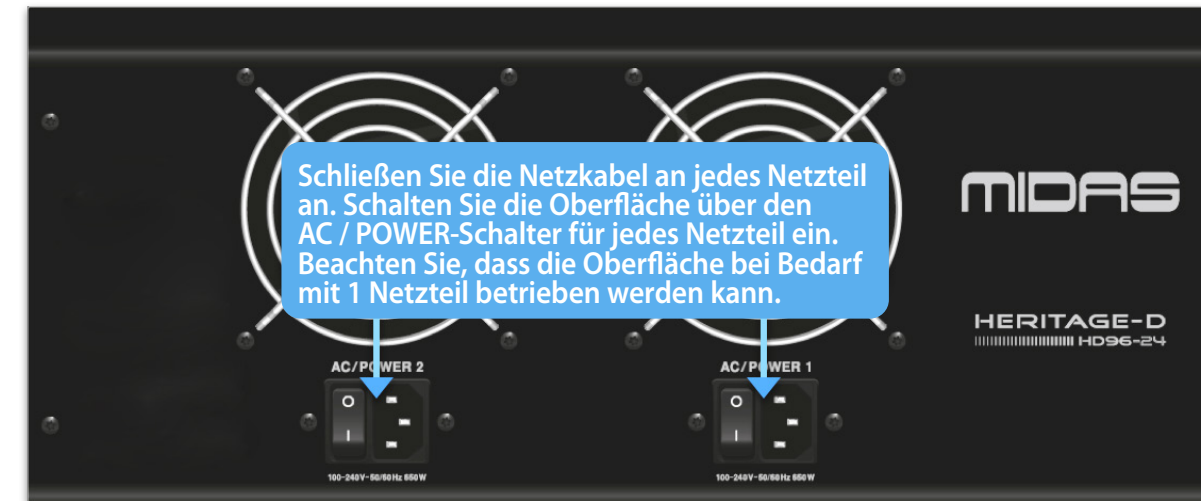 Schließen Sie die Netzkabel an jedes Netzteil
an. Schalten Sie die Oberfläche über den
AC / POWER-Schalter für jedes Netzteil ein.
Beachten Sie, dass die Oberfläche bei Bedarf
mit 1 Netzteil betrieben werden kann.
MIDAS
HERITAGE-D
HD96-24
AC/POWER 2
AC/POWER 1
O
I
O
I
100-240V~50/60Hz 650W
100-240V~50/60Hz 650W